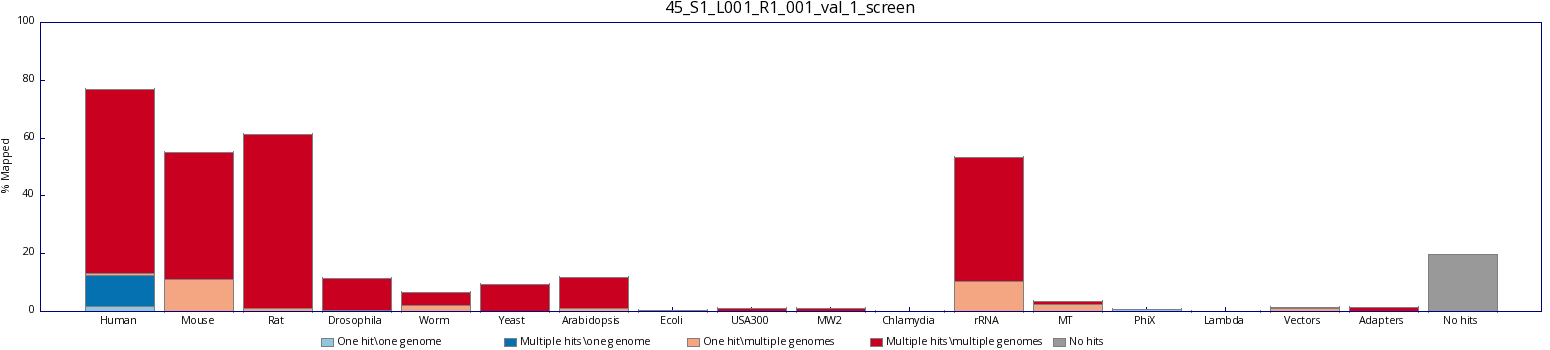 45_S1_L001_R1_001_val_1_screen
100
80
60
40
20
0
% Mapped
Human Mouse Rat Drosophila Worm Yeast Arabidopsis Ecoli USA300 MW2 Chlamydia rRNA MT PhiX Lambda Vectors Adapters No hits
One hit\one genome Multiple hits\one genome One hit\multiple genomes Multiple hits\multiple genomes No hits